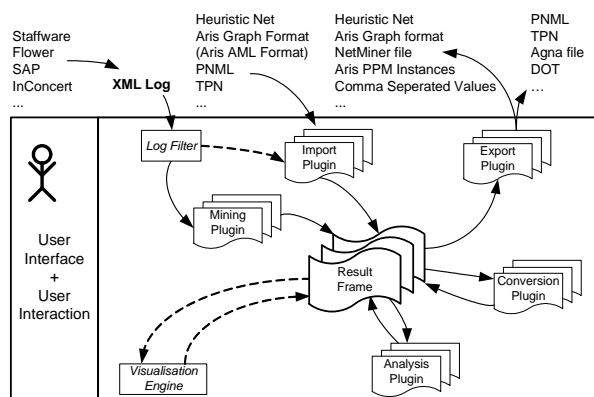 Staffware
Flower
SAP
InConcert
...
XML Log
Heuristic Net
Aris Graph Format
(Aris AML Format)
PNML
TPN
...
Heuristic Net
Aris Graph format
NetMiner file
Aris PPM Instances
Comma Seperated Values
...
PNML
TPN
Agna file
DOT
...
User
Interface
+
User
Interaction
Log Filter
Import
Plugin
Export
Plugin
Mining
Plugin
Result
Frame
Conversion
Plugin
Visualisation
Engine
Analysis
Plugin